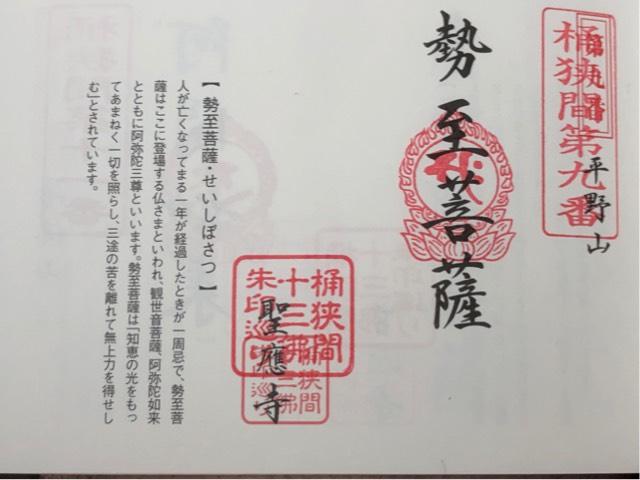 桶狭間第九番
第九番
平野山
勢至菩薩
桶狭間
十三佛
朱印巡り
聖應寺
【 勢至菩薩・せいしぼさつ 】
人が亡くなってまる一年が経過したときが一周忌で、勢至菩
薩はここに登場する仏さまといわれ、観世音菩薩、阿弥陀如来
とともに阿弥陀三尊といいます。勢至菩薩は「知恵の光をもっ
てあまねく一切を照らし、三途の苦を離れて無上力を得せし
む」とされています。